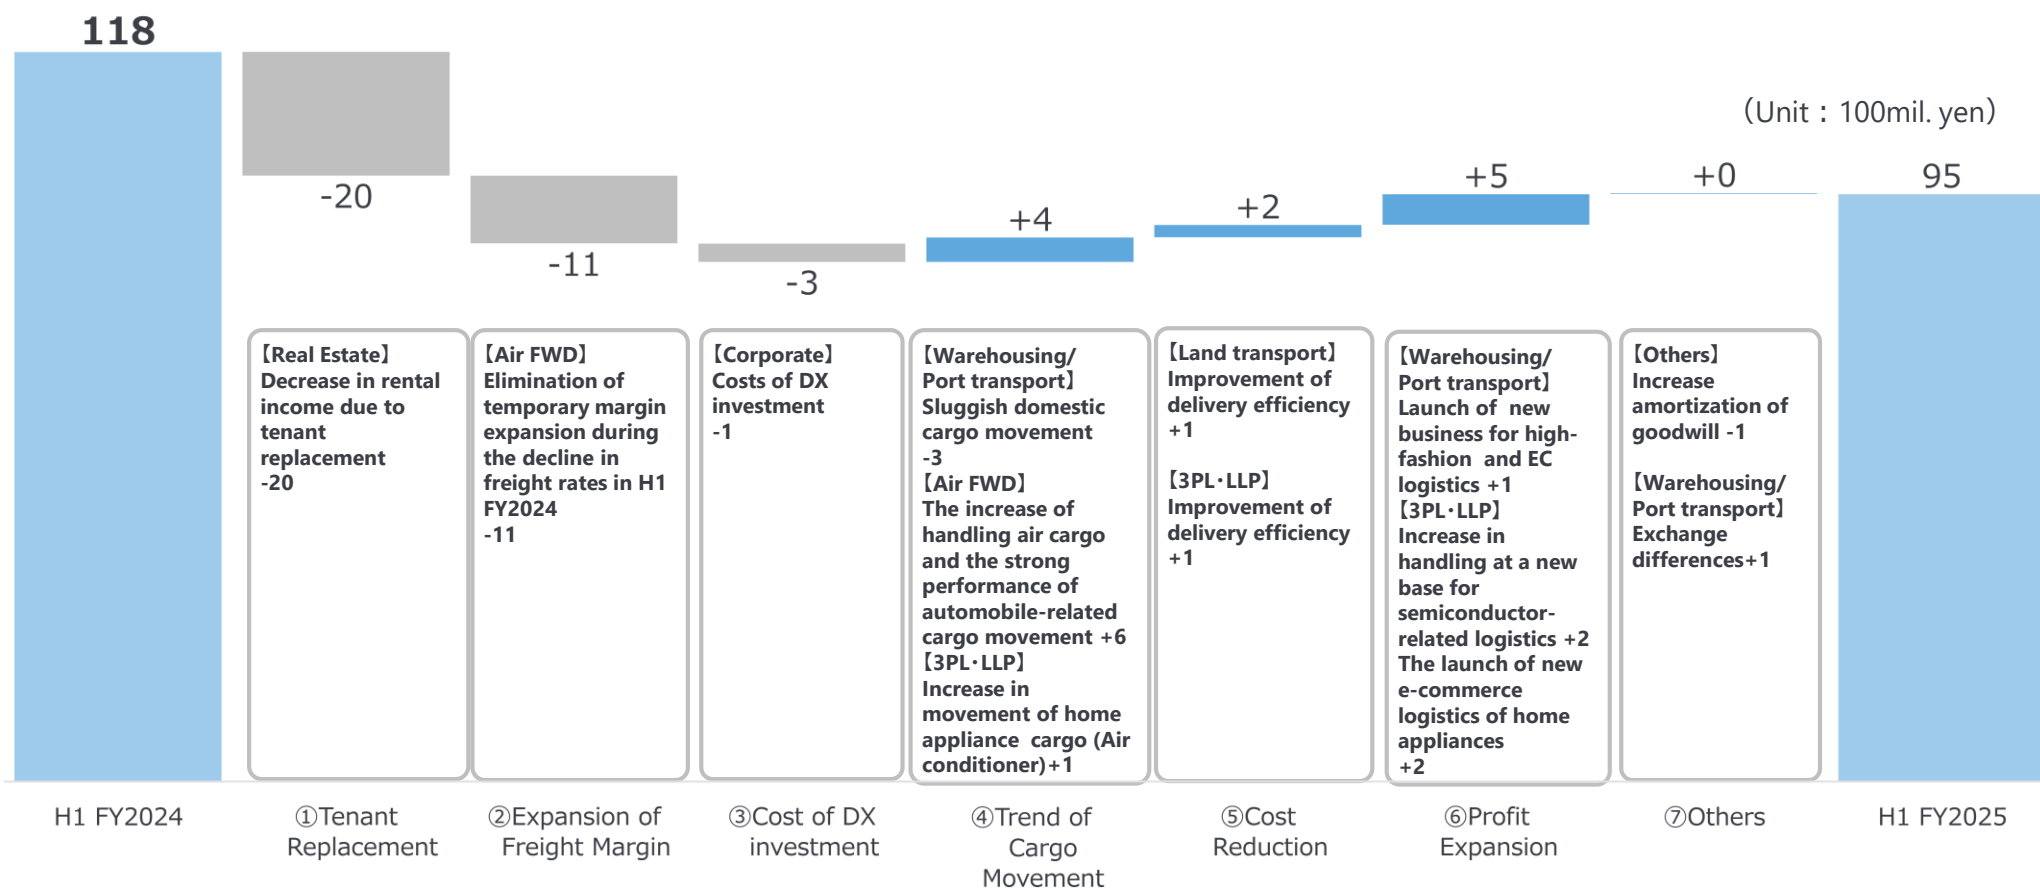 118
(Unit：100mil. yen)
-20
-11
-3
+4
+2
+5
+0
95
【Real Estate】
Decrease in rental
income due to
tenant
replacement
-20
【Air FWD】
Elimination of
temporary margin
expansion during
the decline in
freight rates in H1
FY2024
-11
【Corporate】
Costs of DX
investment
-1
【Warehousing/
Port transport】
Sluggish domestic
cargo movement
-3
【Air FWD】
The increase of
handling air cargo
and the strong
performance of
automobile-related
cargo movement +6
【3PL･LLP】
Increase in
movement of home
appliance cargo (Air
conditioner)+1
【Land transport】
Improvement of
delivery efficiency
+1
【3PL･LLP】
Improvement of
delivery efficiency
+1
【Warehousing/
Port transport】
Launch of new
business for high-
fashion and EC
logistics +1
【3PL･LLP】
Increase in
handling at a new
base for
semiconductor-
related logistics +2
The launch of new
e-commerce
logistics of home
appliances
+2
【Others】
Increase
amortization of
goodwill -1
【Warehousing/
Port transport】
Exchange
differences+1
H1 FY2024
①Tenant
Replacement
②Expansion of
Freight Margin
③Cost of DX
investment
④Trend of
Cargo
Movement
⑤Cost
Reduction
⑥Profit
Expansion
⑦Others
H1 FY2025